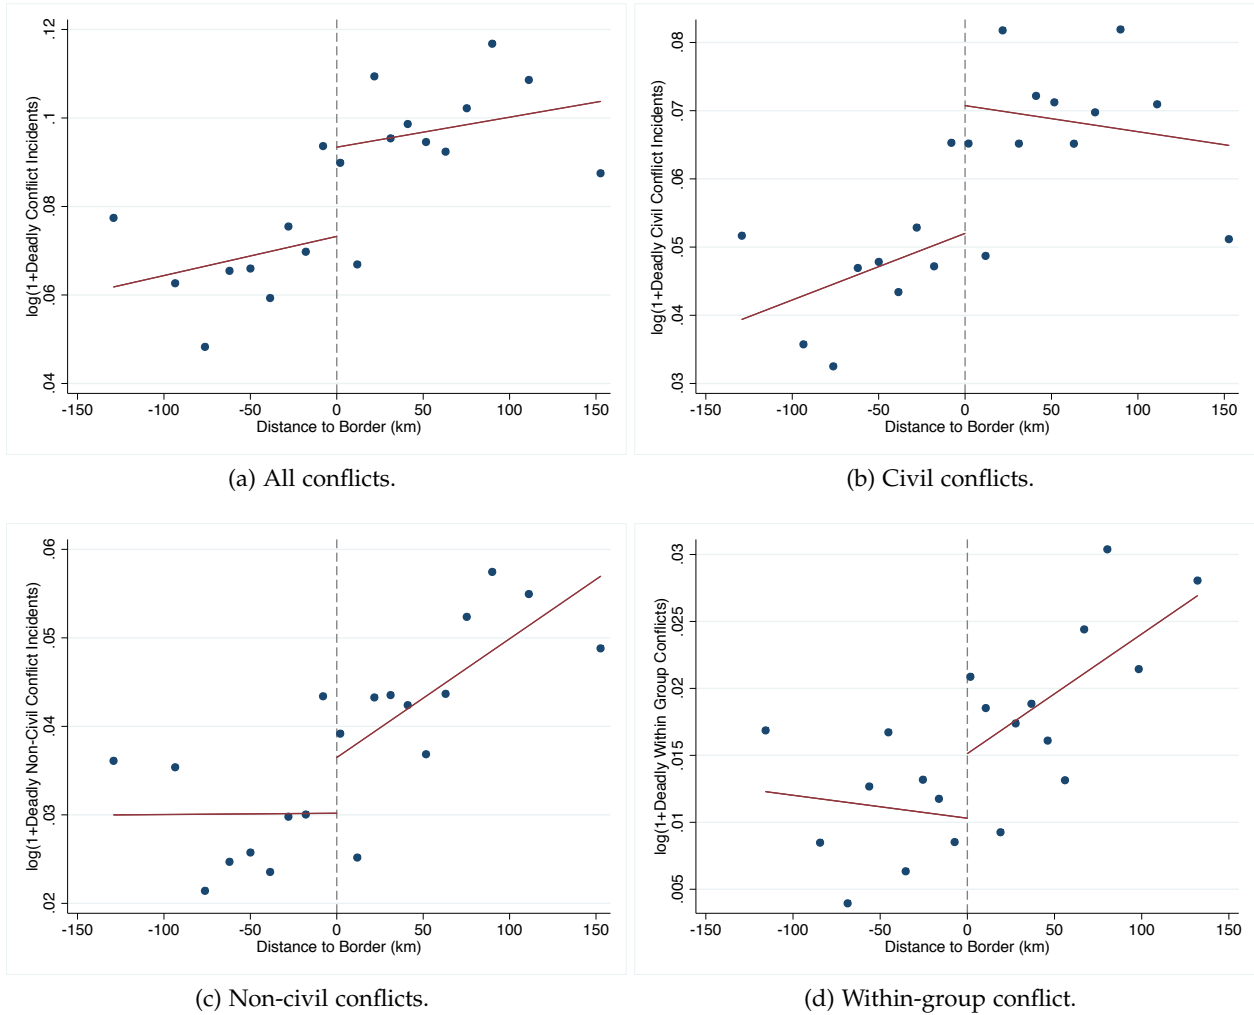 log(1+Deadly Conflict Incidents)
.12
.1
.08
.06
.04
-150 -100 -50 0 50 100 150
Distance to Border (km)
(a) All conflicts.
log(1+Deadly Civil Conflict Incidents)
.08
.07
.06
.05
.04
.03
-150 -100 -50 0 50 100 150
Distance to Border (km)
(b) Civil conflicts.
log(1+Deadly Non-Civil Conflict Incidents)
.06
.05
.04
.03
.02
-150 -100 -50 0 50 100 150
Distance to Border (km)
(c) Non-civil conflicts.
log(1+Deadly Within Group Conflicts)
.03
.025
.02
.015
.01
.005
-150 -100 -50 0 50 100 150
Distance to Border (km)
(d) Within-group conflict.